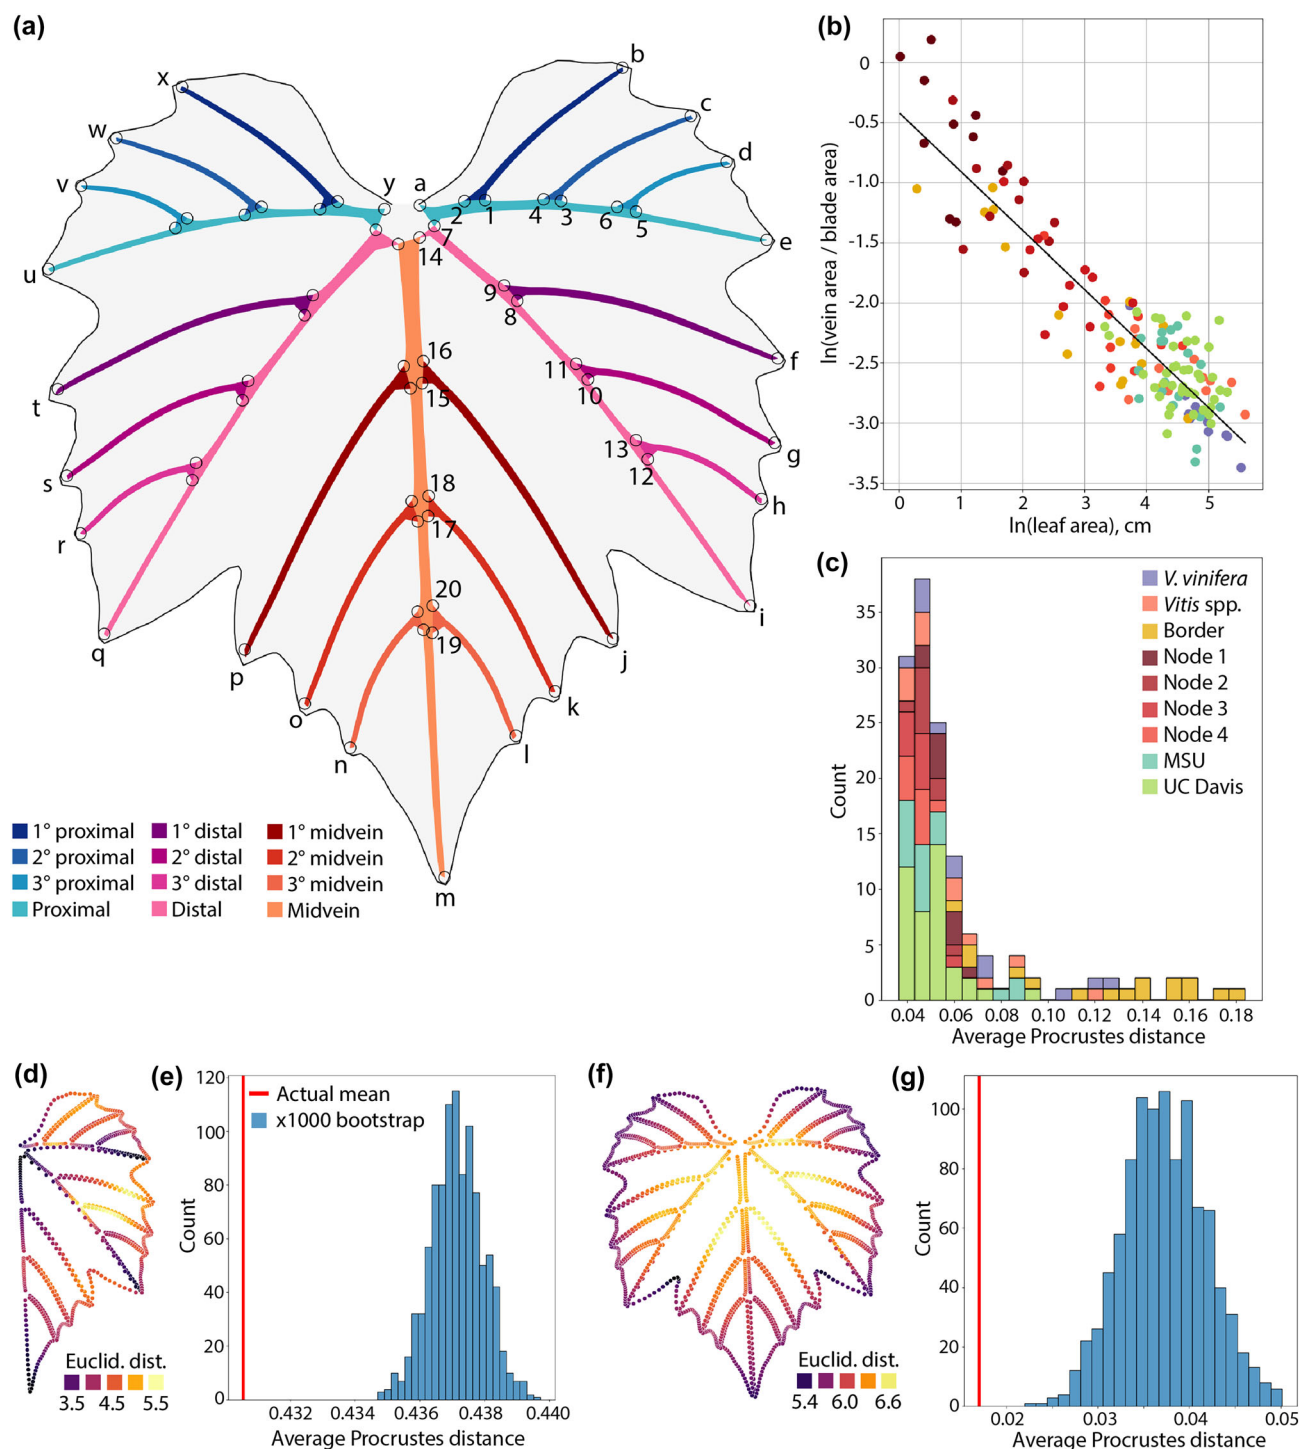 (a)
x
b
w
c
v
d
y
a
2
1
4
3
6
5
u
7
e
14
9
8
16
f
t
15
11
10
s
13
g
18
12
h
r
17
20
i
q
19
p
j
o
k
n
l
m
1° proximal
1° distal
1° midvein
2° proximal
2° distal
2° midvein
3° proximal
3° distal
3° midvein
Proximal
Distal
Midvein
(b)
ln(vein area / blade area)
0
-0.5
-1.0
-1.5
-2.0
-2.5
-3.0
-3.5
0 1 2 3 4 5
ln(leaf area), cm
(c)
V. vinifera
Vitis spp.
Border
Node 1
Node 2
Node 3
Node 4
MSU
UC Davis
Count
35
30
25
20
15
10
5
0
0.04 0.06 0.08 0.10 0.12 0.14 0.16 0.18
Average Procrustes distance
(d)
Euclid. dist.
3.5 4.5 5.5
(e)
Actual mean
x1000 bootstrap
Count
120
100
80
60
40
20
0
0.432 0.434 0.436 0.438 0.440
Average Procrustes distance
(f)
Euclid. dist.
5.4 6.0 6.6
(g)
Count
100
80
60
40
20
0
0.02 0.03 0.04 0.05
Average Procrustes distance